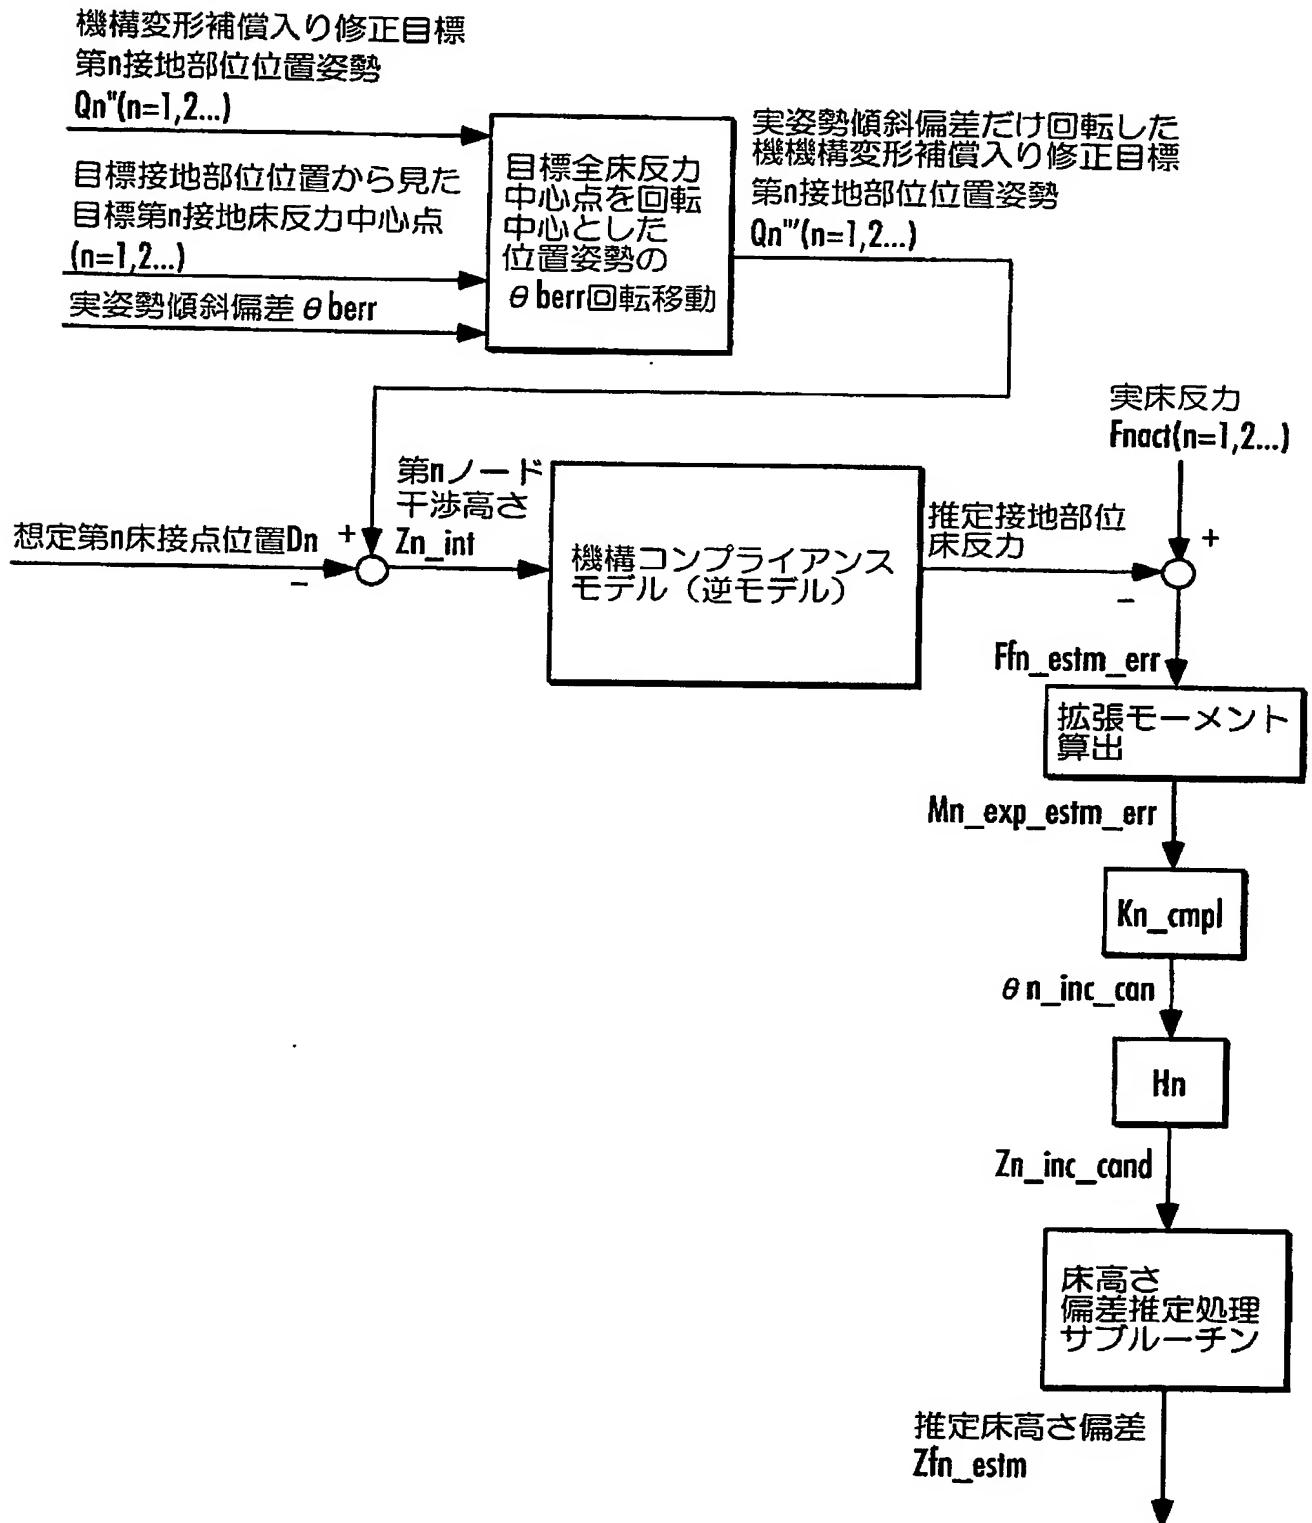 機構変形補償入り修正目標
第n接地部位位置姿勢
Qn"(n=1,2...)
目標接地部位位置から見た
目標第n接地床反力中心点
(n=1,2...)
実姿勢傾斜偏差 θ berr
目標全床反力
中心点を回転
中心とした
位置姿勢の
θ berr回転移動
実姿勢傾斜偏差だけ回転した
機機構変形補償入り修正目標
第n接地部位位置姿勢
Qn"'(n=1,2...)
実床反力
Fnact(n=1,2...)
想定第n床接点位置Dn
+
−
第nノード
干渉高さ
Zn_int
機構コンプライアンス
モデル（逆モデル）
推定接地部位
床反力
+
−
Ffn_estm_err
拡張モーメント
算出
Mn_exp_estm_err
Kn_cmpl
θ n_inc_can
Hn
Zn_inc_cand
床高さ
偏差推定処理
サブルーチン
推定床高さ偏差
Zfn_estm